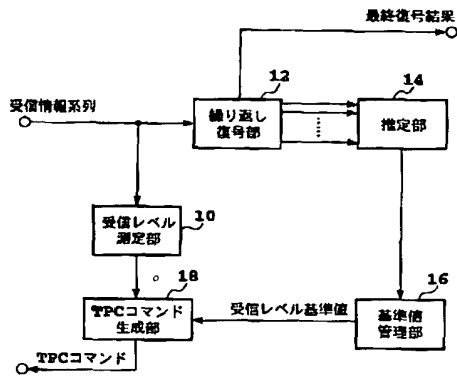 最終復号結果
12
14
受信情報系列
繰り返し
復号部
推定部
10
受信レベル
測定部
18
16
受信レベル基準値
TPCコマンド
生成部
基準値
管理部
TPCコマンド